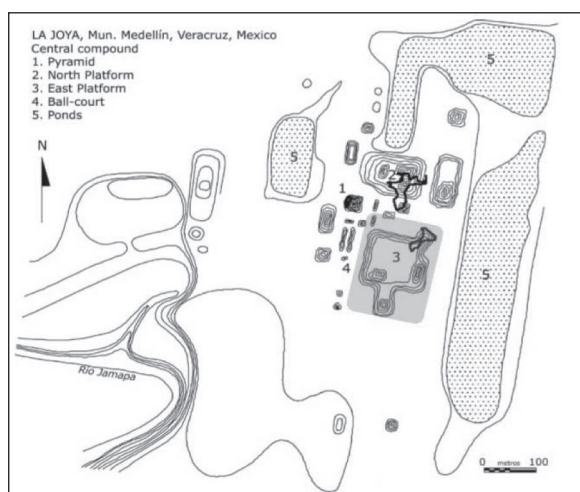 LA JOYA, Mun. Medellín, Veracruz, Mexico
Central compound
1. Pyramid
2. North Platform
3. East Platform
4. Ball-court
5. Ponds
N
5
5
2
1
3
4
5
Rio Jamapa
0 metros 100